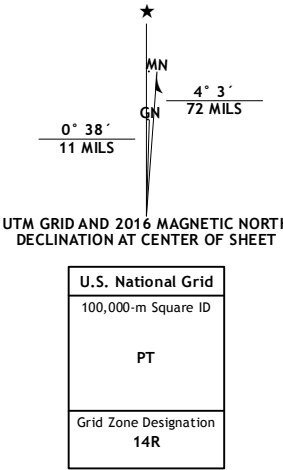 MN
4° 3´
72 MILS
GN
0° 38´
11 MILS
UTM GRID AND 2016 MAGNETIC NORTH
DECLINATION AT CENTER OF SHEET
U.S. National Grid
100,000-m Square ID
PT
Grid Zone Designation
14R